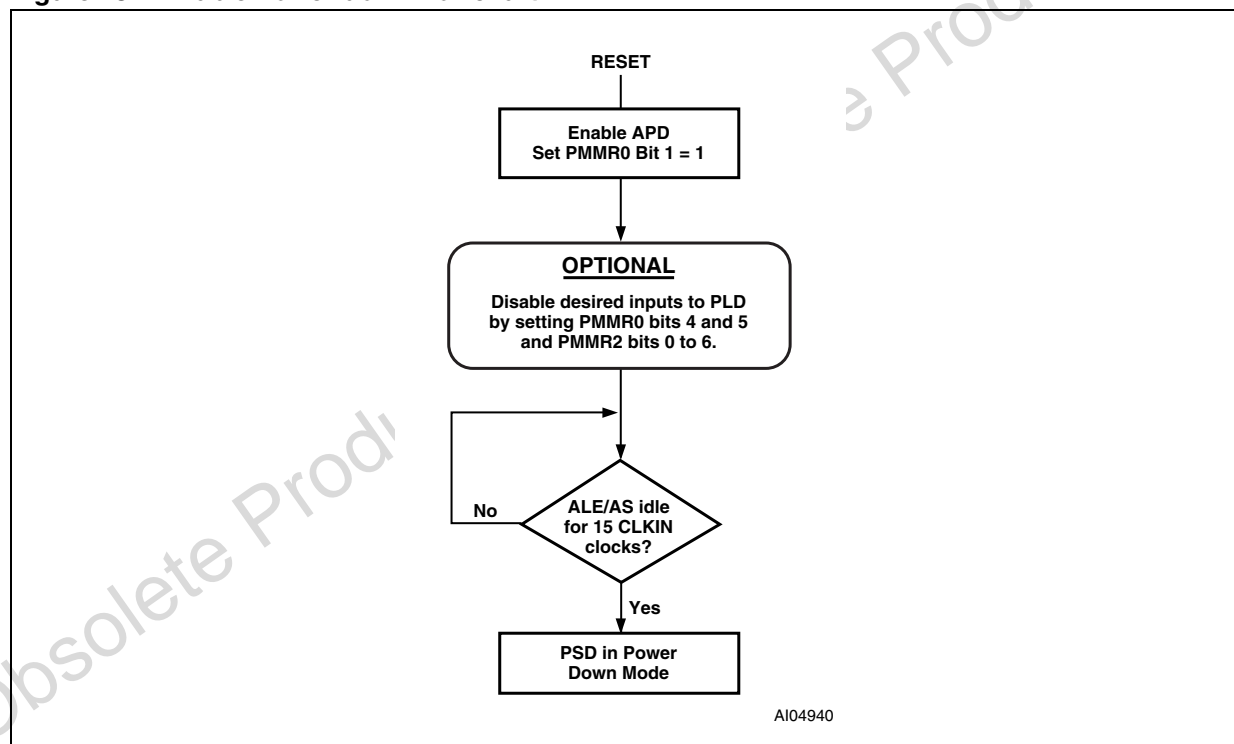 RESET
Enable APD
Set PMMR0 Bit 1 = 1
OPTIONAL
Disable desired inputs to PLD
by setting PMMR0 bits 4 and 5
and PMMR2 bits 0 to 6.
No
ALE/AS idle
for 15 CLKIN
clocks?
Yes
PSD in Power
Down Mode
AI04940